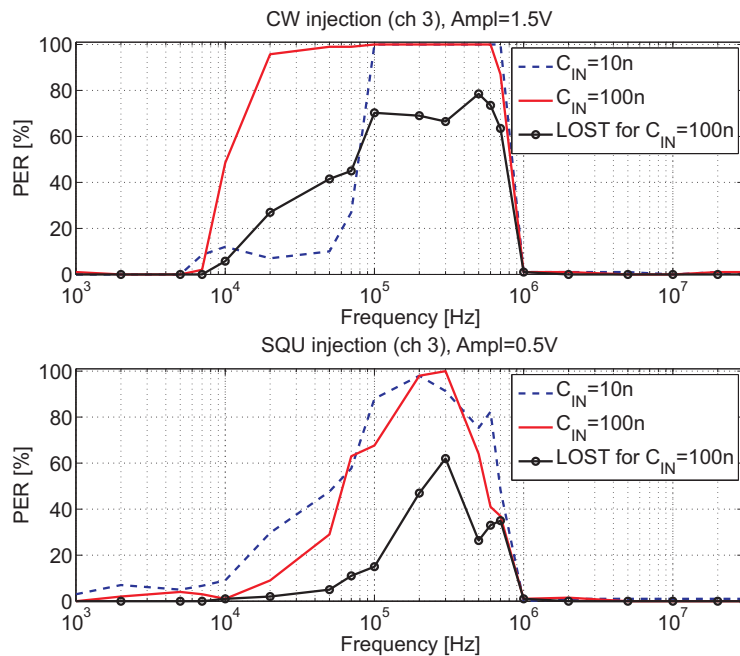 CW injection (ch 3), Ampl=1.5V
PER [%]
100
80
60
40
20
0
C_IN=10n
C_IN=100n
LOST for C_IN=100n
10^3 10^4 10^5 10^6 10^7
Frequency [Hz]
SQU injection (ch 3), Ampl=0.5V
PER [%]
100
80
60
40
20
0
C_IN=10n
C_IN=100n
LOST for C_IN=100n
10^3 10^4 10^5 10^6 10^7
Frequency [Hz]